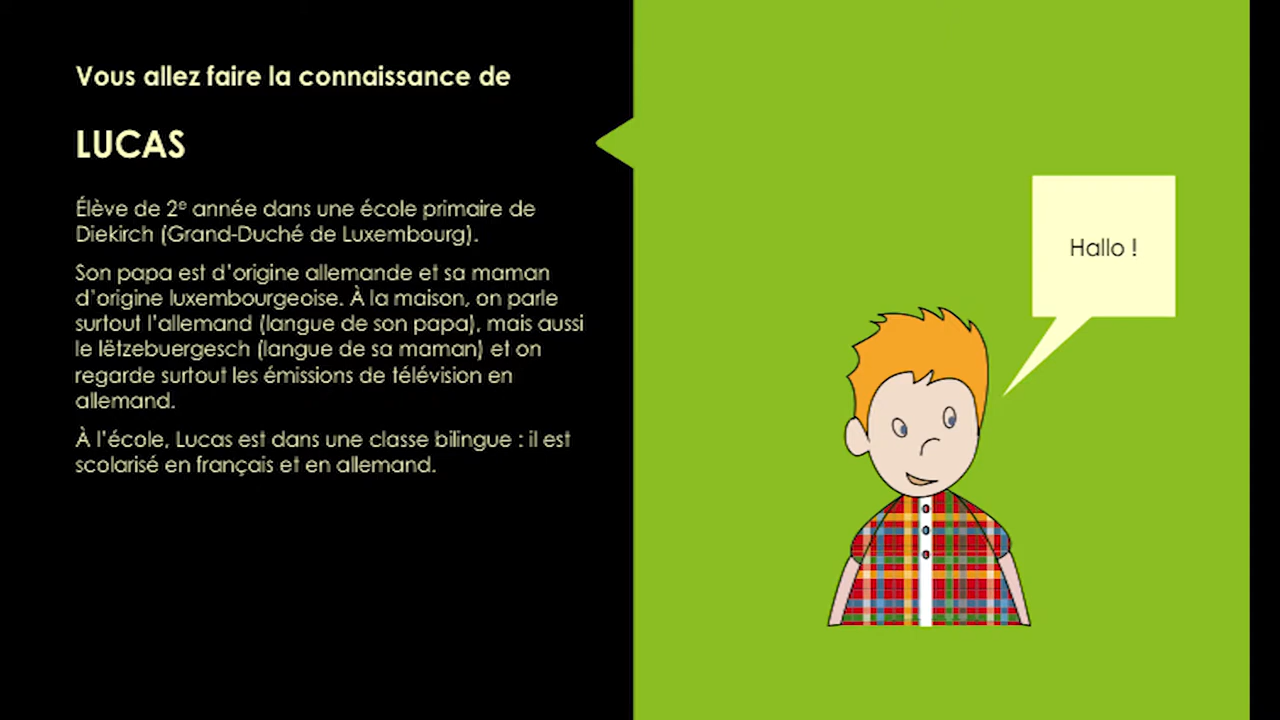 Vous allez faire la connaissance de
LUCAS
Élève de 2e année dans une école primaire de
Diekirch (Grand-Duché de Luxembourg).
Son papa est d'origine allemande et sa maman
d'origine luxembourgeoise. À la maison, on parle
surtout l'allemand (langue de son papa), mais aussi
le lëtzebuergesch (langue de sa maman) et on
regarde surtout les émissions de télévision en
allemand.
À l'école, Lucas est dans une classe bilingue : il est
scolarisé en français et en allemand.
Hallo !